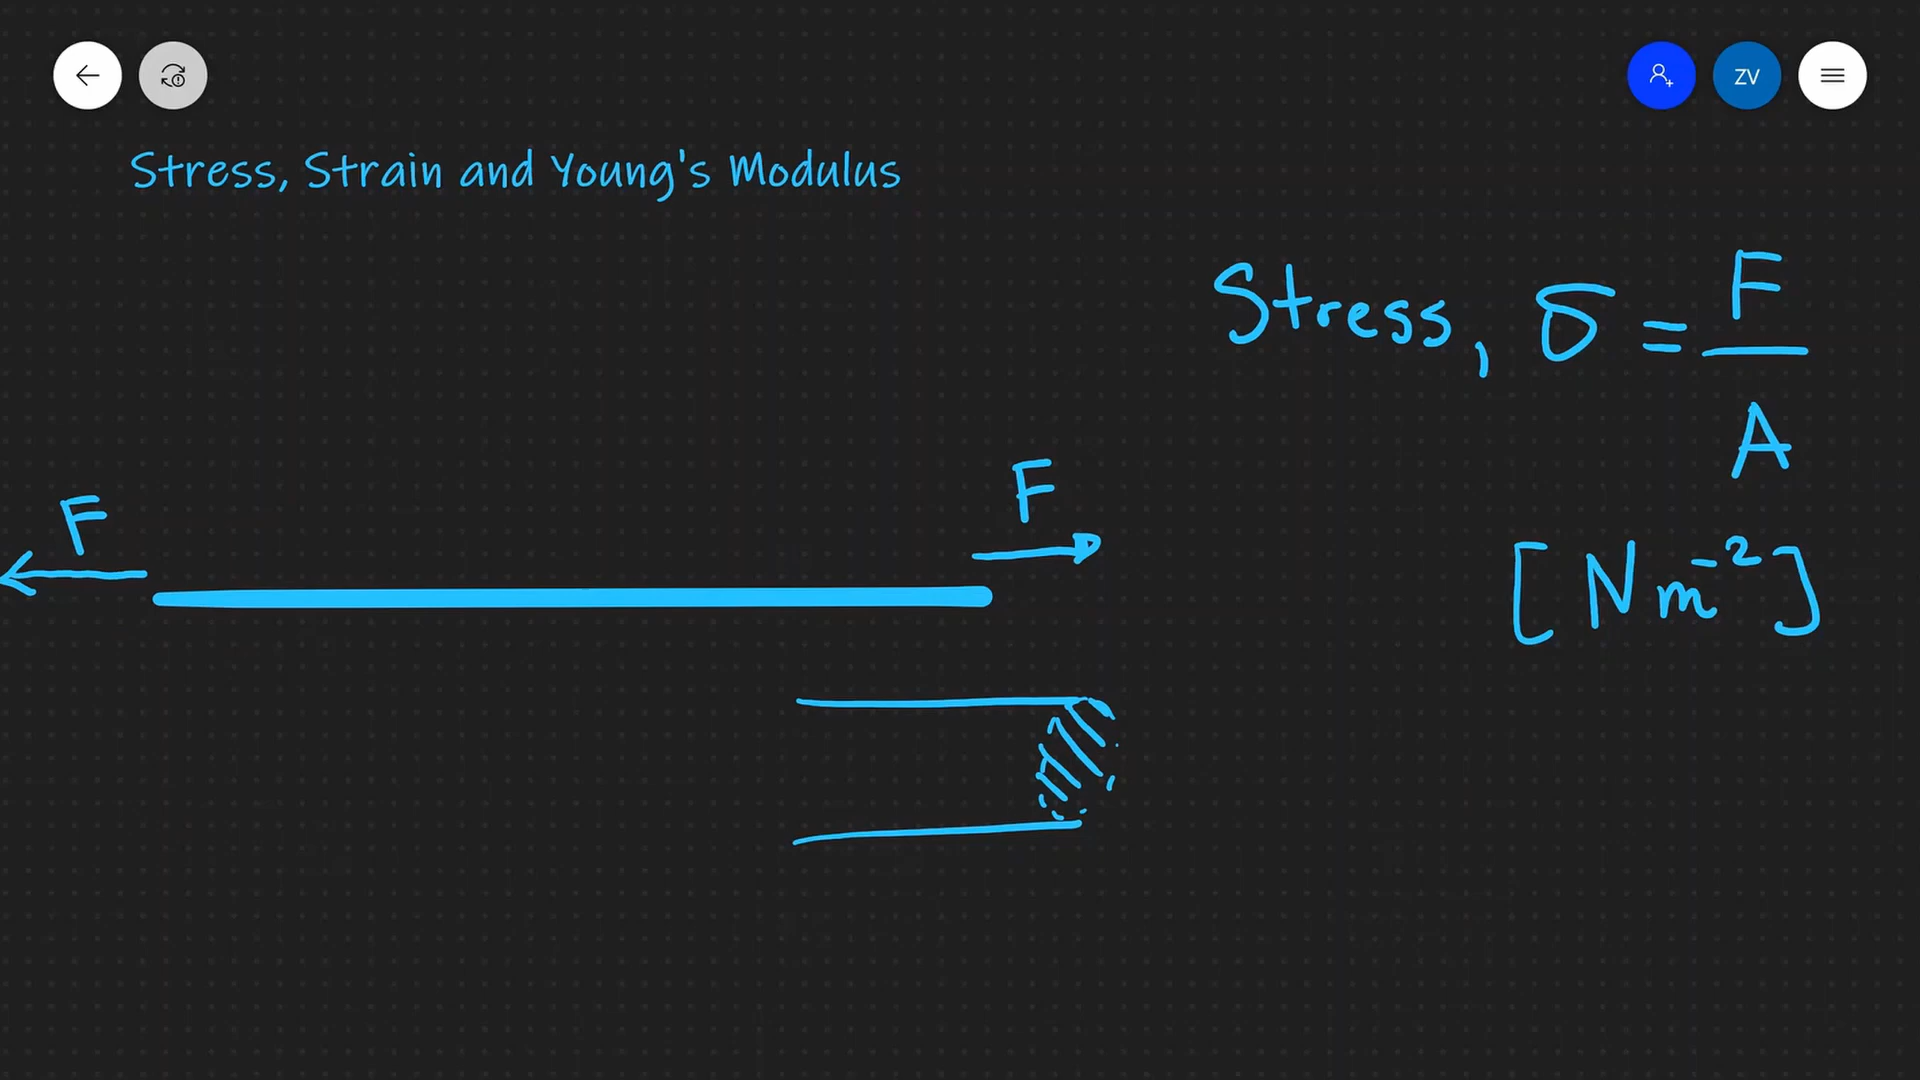 ZV
Stress, Strain and Young's Modulus
Stress, σ = F
A
F
F
[Nm⁻²]